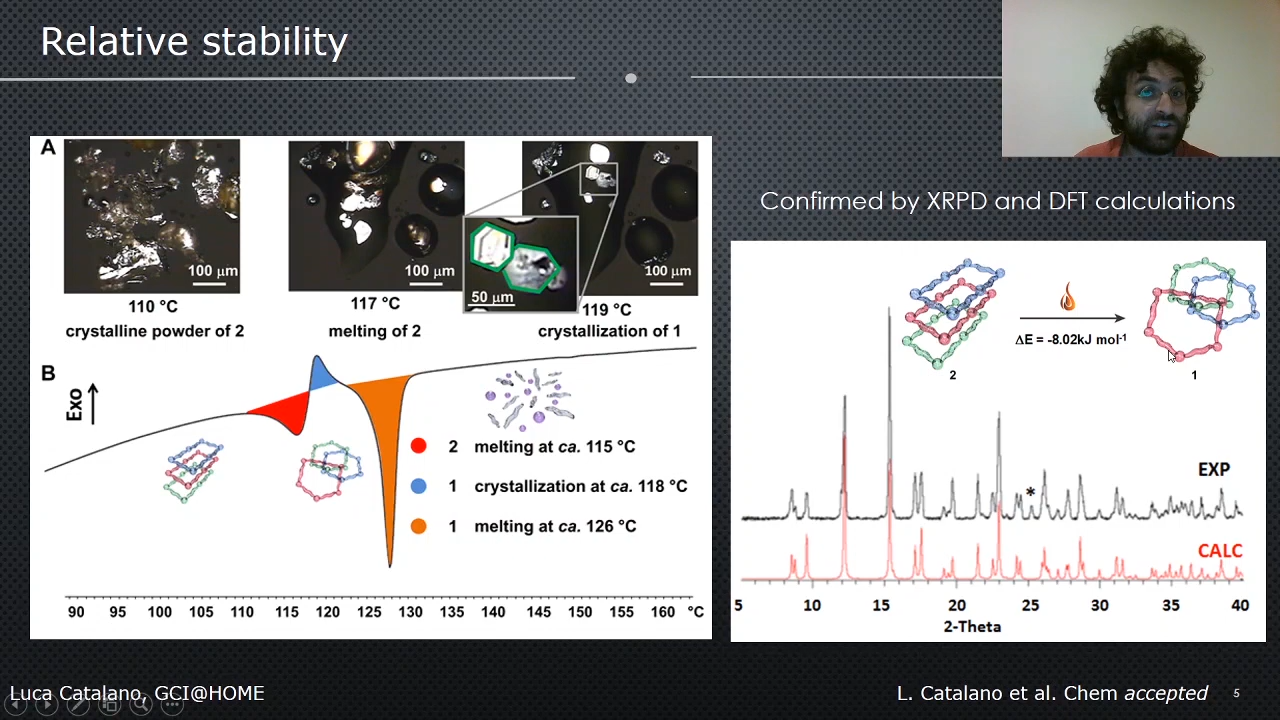 Relative stability
A
100 μm
100 μm
100 μm
50 μm
110 °C
117 °C
119 °C
crystalline powder of 2
melting of 2
crystallization of 1
B
Exo
2 melting at ca. 115 °C
1 crystallization at ca. 118 °C
1 melting at ca. 126 °C
90 95 100 105 110 115 120 125 130 135 140 145 150 155 160 °C
Confirmed by XRPD and DFT calculations
ΔE = -8.02kJ mol-1
2
1
*
EXP
CALC
5 10 15 20 25 30 35 40
2-Theta
Luca Catalano, GCI@HOME
L. Catalano et al. Chem accepted
5